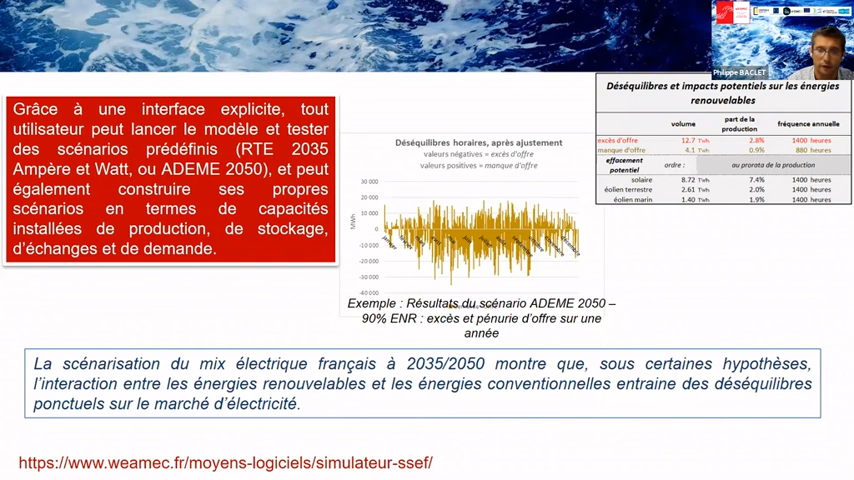 Philippe BACLET
Grâce à une interface explicite, tout
utilisateur peut lancer le modèle et tester
des scénarios prédéfinis (RTE 2035
Ampère et Watt, ou ADEME 2050), et peut
également construire ses propres
scénarios en termes de capacités
installées de production, de stockage,
d'échanges et de demande.
Déséquilibres horaires, après ajustement
valeurs négatives = excès d'offre
valeurs positives = manque d'offre
MWh
30 000
20 000
10 000
0
-10 000
-20 000
-30 000
-40 000
Exemple : Résultats du scénario ADEME 2050 –
90% ENR : excès et pénurie d'offre sur une
année
Déséquilibres et impacts potentiels sur les énergies
renouvelables
volume part de la production fréquence annuelle
excès d'offre 12.7 TWh 2.8% 1400 heures
manque d'offre 4.1 TWh 0.9% 880 heures
effacement potentiel ordre : au prorata de la production
solaire 8.72 TWh 7.4% 1400 heures
éolien terrestre 2.61 TWh 2.0% 1400 heures
éolien marin 1.40 TWh 1.9% 1400 heures
La scénarisation du mix électrique français à 2035/2050 montre que, sous certaines hypothèses,
l'interaction entre les énergies renouvelables et les énergies conventionnelles entraine des déséquilibres
ponctuels sur le marché d'électricité.
https://www.weamec.fr/moyens-logiciels/simulateur-ssef/